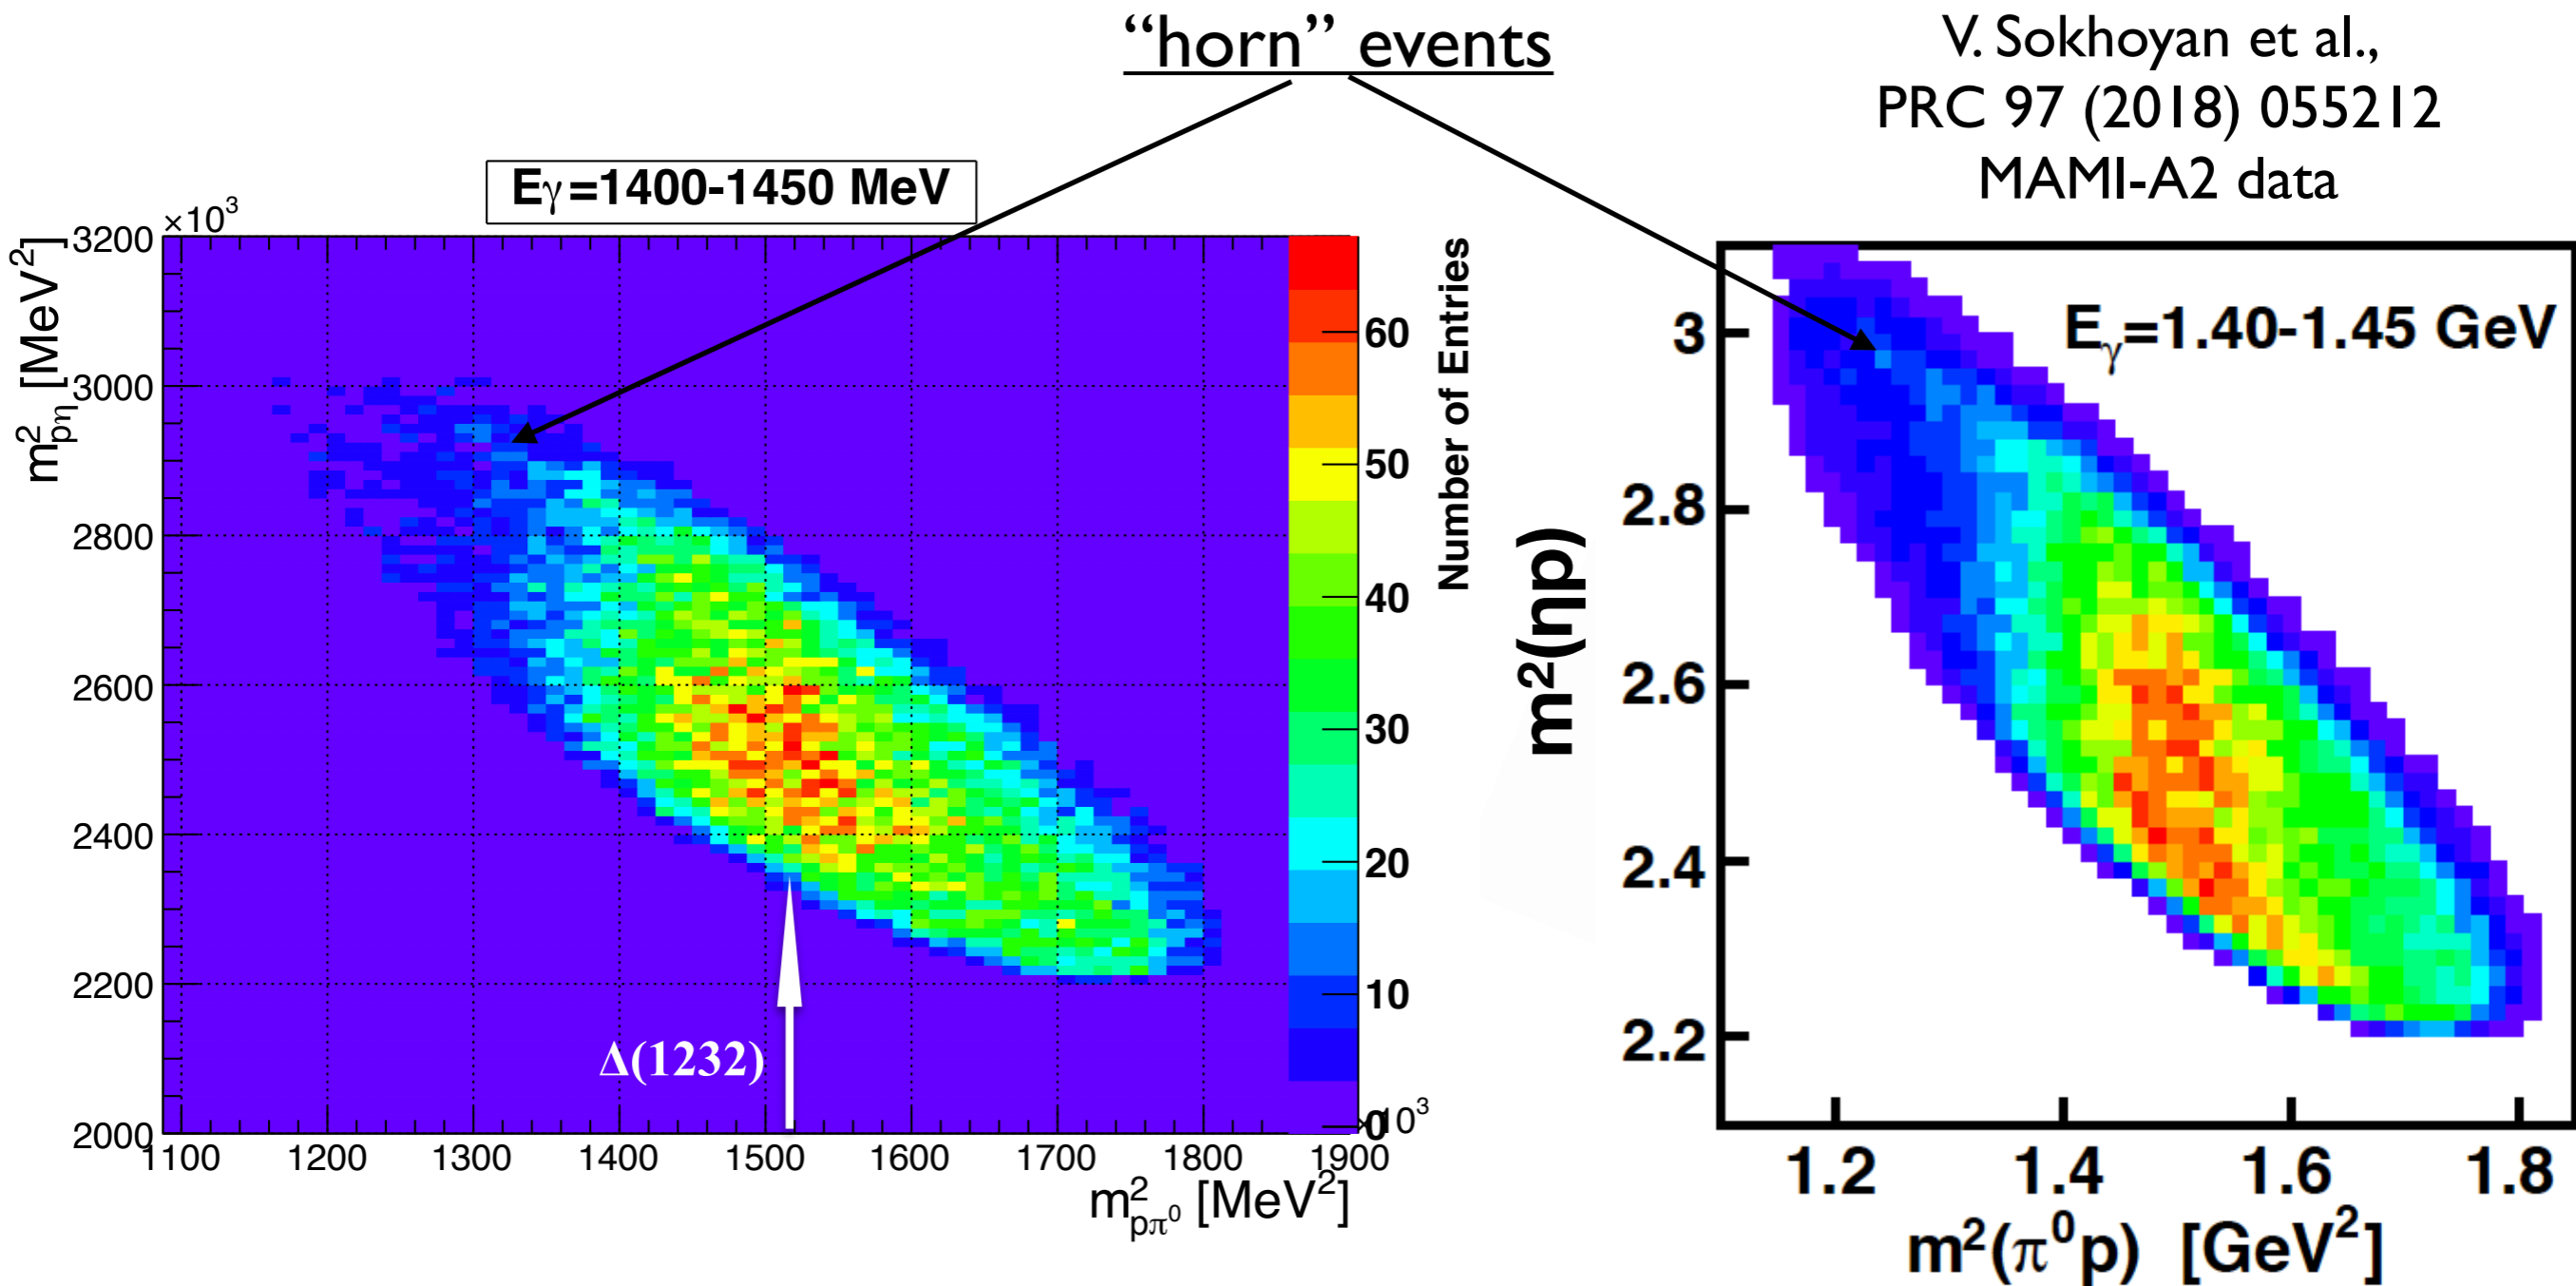 “horn” events
V. Sokhoyan et al.,
PRC 97 (2018) 055212
MAMI-A2 data
Eγ=1400-1450 MeV
×10³
m²pη [MeV²]
3200
3000
2800
2600
2400
2200
2000
1100 1200 1300 1400 1500 1600 1700 1800 1900
m²pπ⁰ [MeV²]
×10³
Δ(1232)
Number of Entries
60
50
40
30
20
10
0
Eγ=1.40-1.45 GeV
m²(ηp)
3
2.8
2.6
2.4
2.2
1.2 1.4 1.6 1.8
m²(π⁰p) [GeV²]